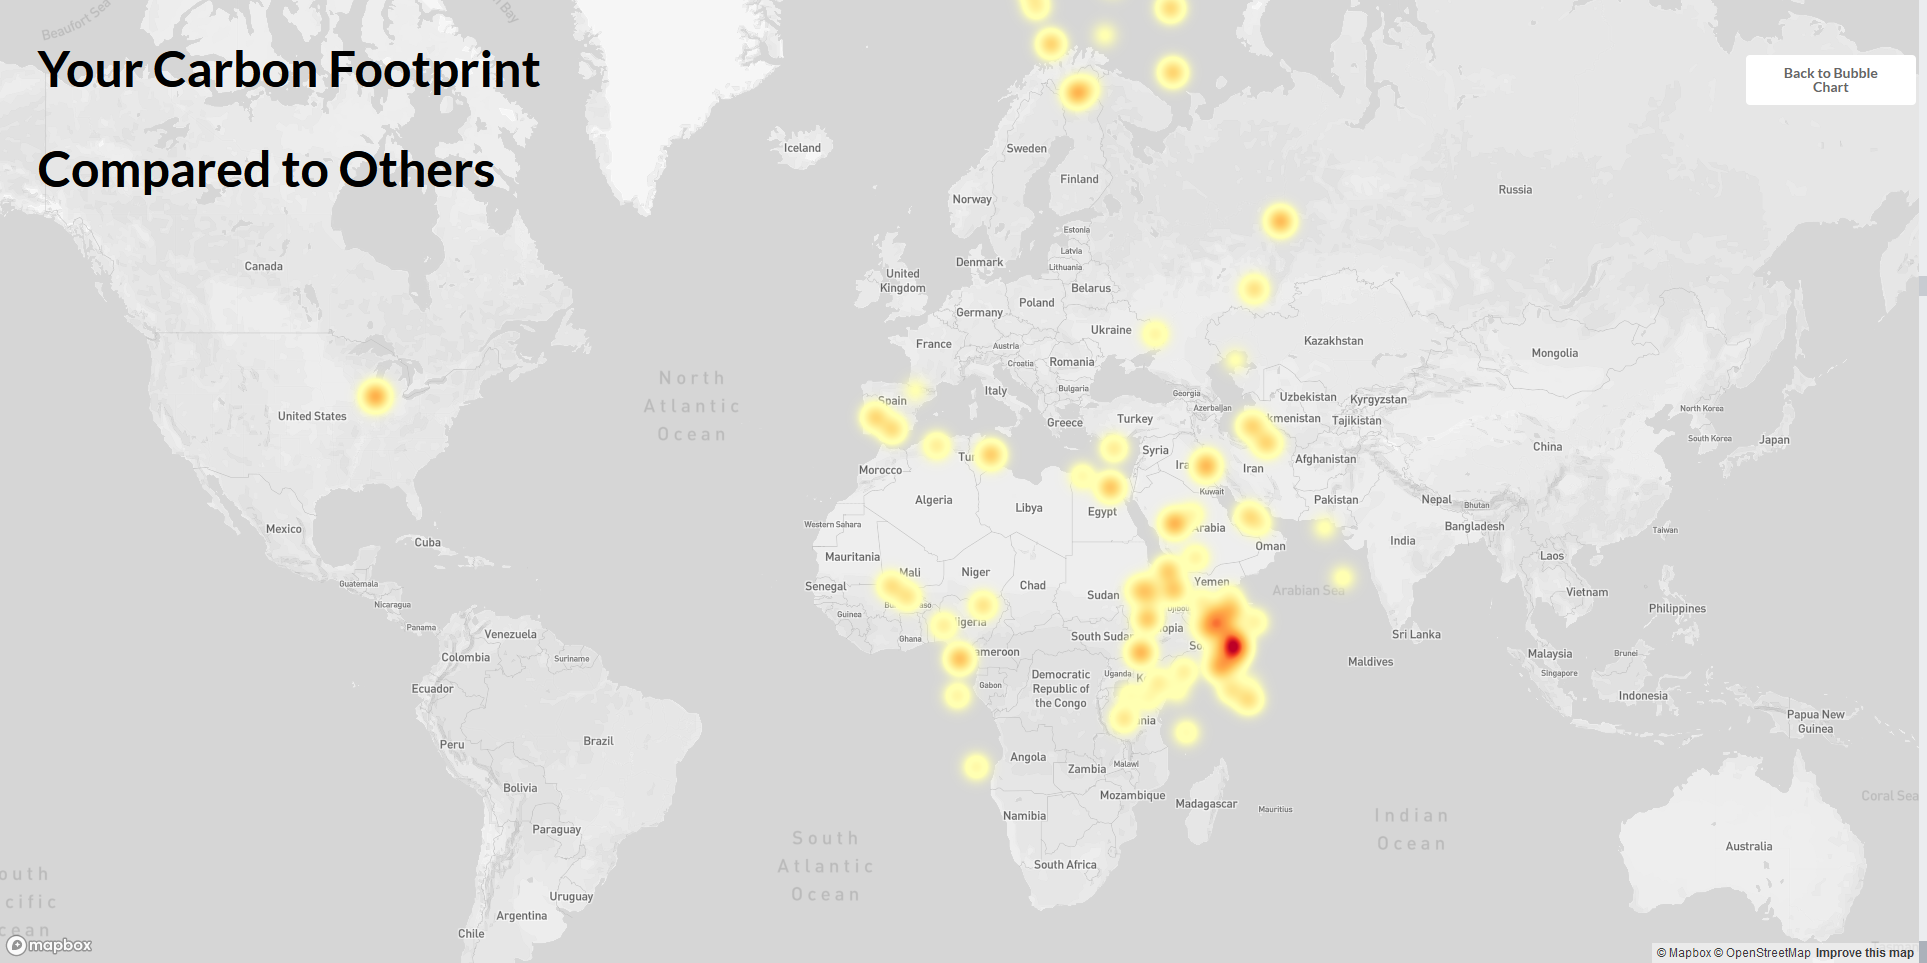 Beaufort Sea
Bay
Your Carbon Footprint
Compared to Others
Back to Bubble
Chart
Iceland
Sweden
Finland
Norway
Russia
Estonia
Latvia
Lithuania
Denmark
Canada
United
Kingdom
Belarus
Poland
Germany
Ukraine
France
Austria
Kazakhstan
Mongolia
Croatia
Romania
North
Atlantic
Ocean
Italy
Bulgaria
Georgia
Uzbekistan
Kyrgyzstan
Spain
Azerbaijan
kmenistan
Tajikistan
North Korea
United States
Greece
Turkey
South Korea
Japan
China
Syria
Tu
Morocco
Ira
Iran
Afghanistan
Kuwait
Pakistan
Nepal
Bhutan
Algeria
Libya
Egypt
Western Sahara
Arabia
Bangladesh
Taiwan
Mexico
Cuba
Oman
India
Mauritania
Laos
Mali
Niger
Chad
Yemen
Guatemala
Senegal
Sudan
Arabian Sea
Vietnam
Nicaragua
Bu
aso
Djibou
Philippines
Guinea
Nigeria
Panama
Venezuela
Ghana
South Suda
opia
Sri Lanka
Colombia
Suriname
ameroon
So
Maldives
Malaysia
Brunei
Singapore
Ecuador
Gabon
Democratic
Republic of
the Congo
Uganda
K
Indonesia
nia
Papua New
Guinea
Peru
Brazil
Angola
Zambia
Malawi
Bolivia
Mozambique
Madagascar
Mauritius
Coral Sea
Namibia
Indian
Ocean
Paraguay
South
Atlantic
Ocean
South Africa
Australia
outh
cific
cean
Uruguay
Argentina
Chile
mapbox
© Mapbox © OpenStreetMap Improve this map